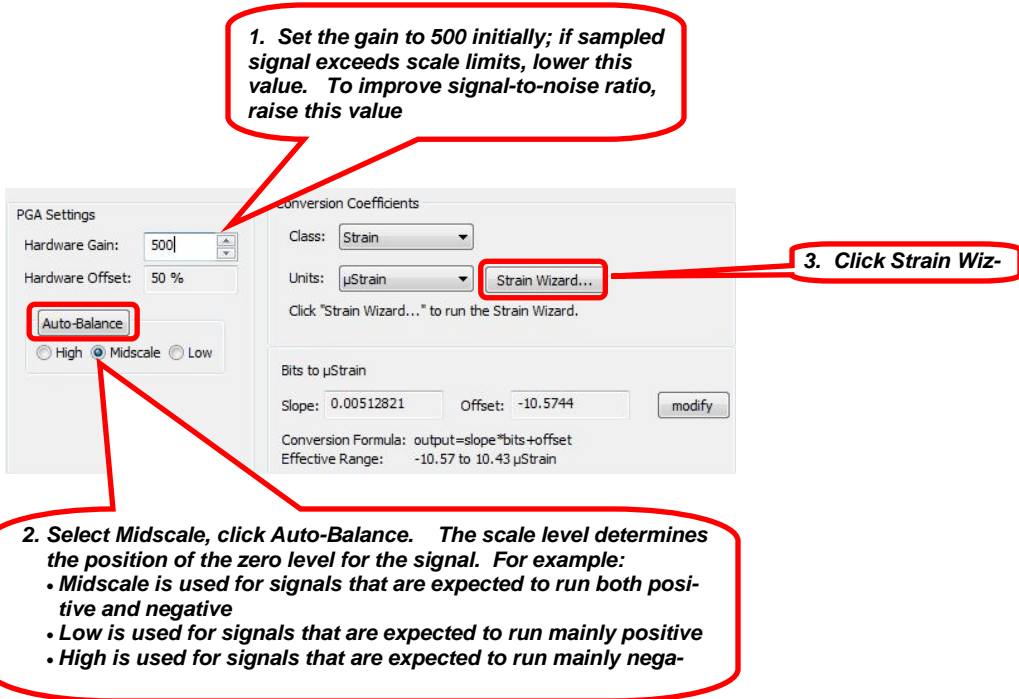 1. Set the gain to 500 initially; if sampled
signal exceeds scale limits, lower this
value. To improve signal-to-noise ratio,
raise this value
PGA Settings
Hardware Gain: 500
Hardware Offset: 50 %
Auto-Balance
High Midscale Low
Conversion Coefficients
Class: Strain
Units: µStrain Strain Wizard...
Click "Strain Wizard..." to run the Strain Wizard.
Bits to µStrain
Slope: 0.00512821 Offset: -10.5744 modify
Conversion Formula: output=slope*bits+offset
Effective Range: -10.57 to 10.43 µStrain
3. Click Strain Wiz-
2. Select Midscale, click Auto-Balance. The scale level determines
the position of the zero level for the signal. For example:
• Midscale is used for signals that are expected to run both posi-
tive and negative
• Low is used for signals that are expected to run mainly positive
• High is used for signals that are expected to run mainly nega-